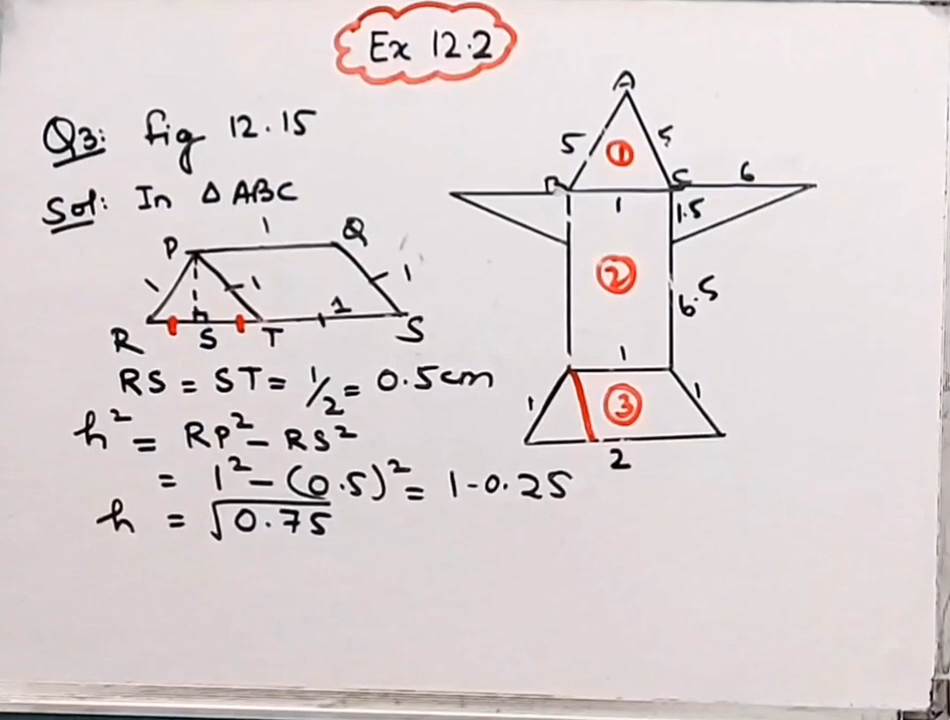 Ex 12.2
Q3: fig 12.15
Sol: In △ ABC
1
P Q
1 1 1
h 1
R S T S
RS = ST = 1/2 = 0.5cm
h² = RP² - RS²
= 1² - (0.5)² = 1-0.25
h = √0.75
A
5 5
①
B C 6
1 1.5
②
6.5
1
1 ③ 1
2